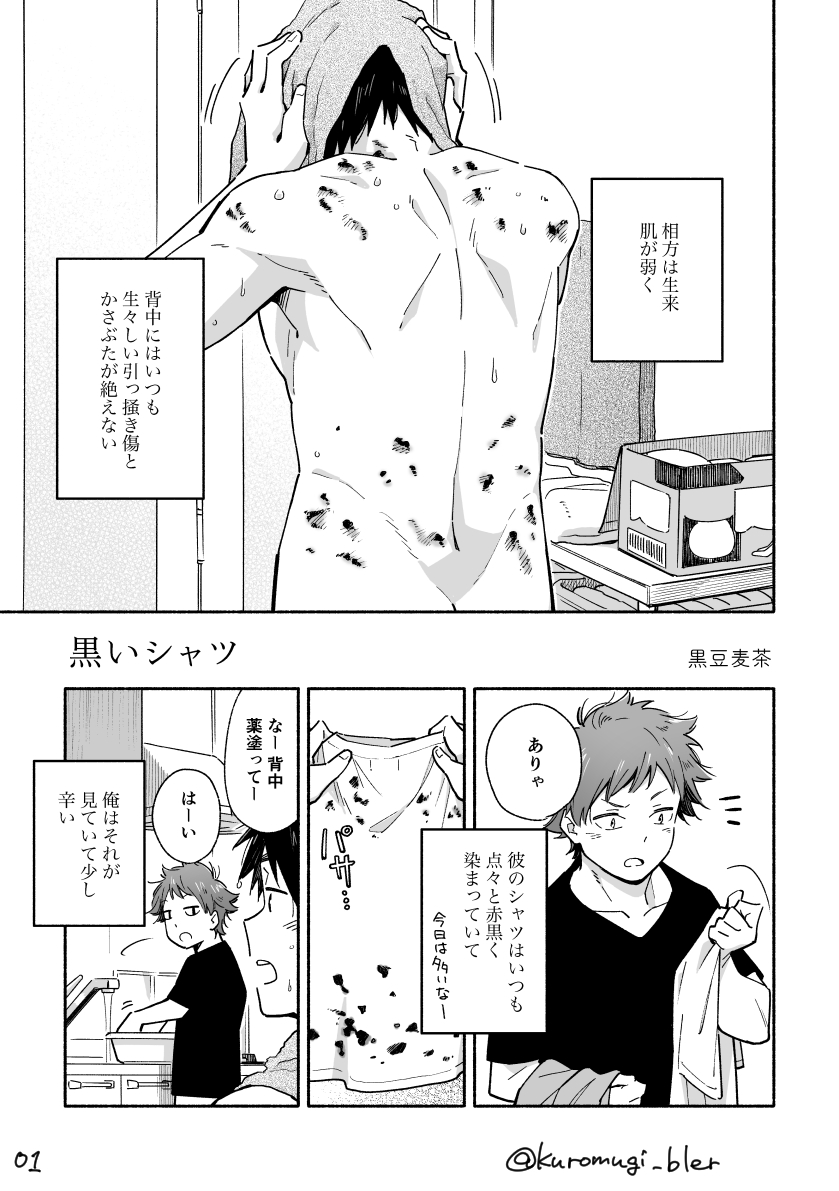 相方は生来
肌が弱く
背中にはいつも
生々しい引っ掻き傷と
かさぶたが絶えない
黒いシャツ
黒豆麦茶
ありゃ
彼のシャツはいつも
点々と赤黒く
染まっていて
今日は多いなー
パサ…
なー背中
薬塗ってー
はーい
俺はそれが
見ていて少し
辛い
01
@kuromugi_bler